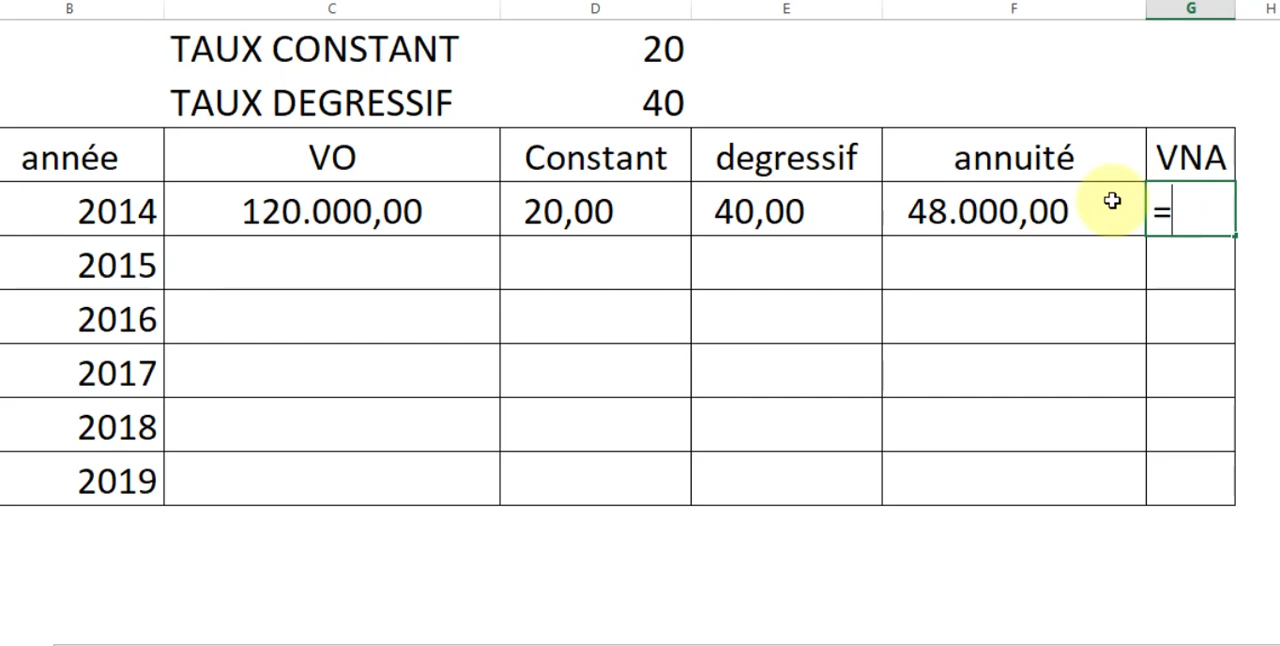 B C D E F G H
TAUX CONSTANT 20
TAUX DEGRESSIF 40
année VO Constant degressif annuité VNA
2014 120.000,00 20,00 40,00 48.000,00 =
2015
2016
2017
2018
2019